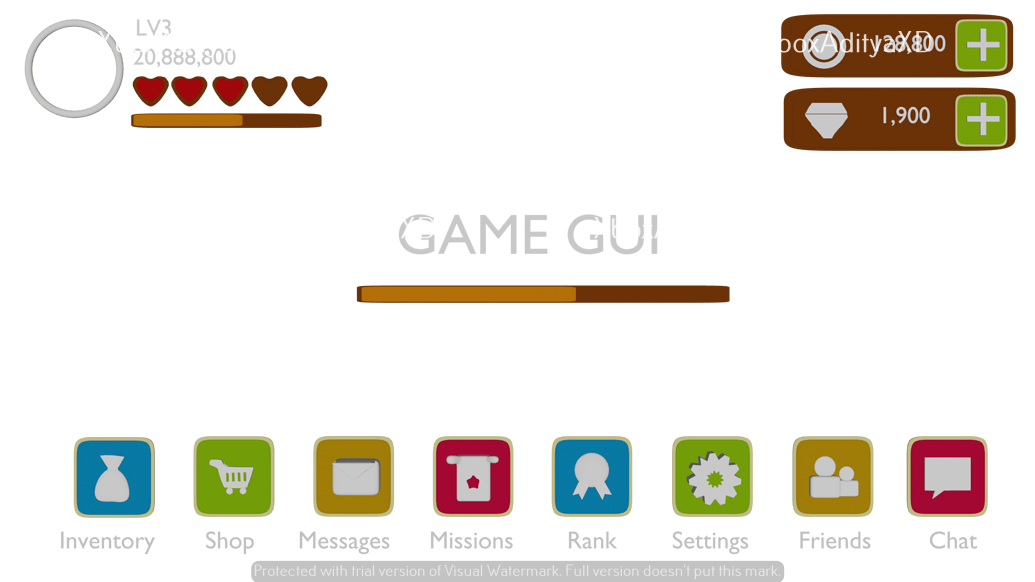 LV3
20,888,800
128,800
1,900
GAME GUI
Inventory Shop Messages Missions Rank Settings Friends Chat
Protected with trial version of Visual Watermark. Full version doesn't put this mark.